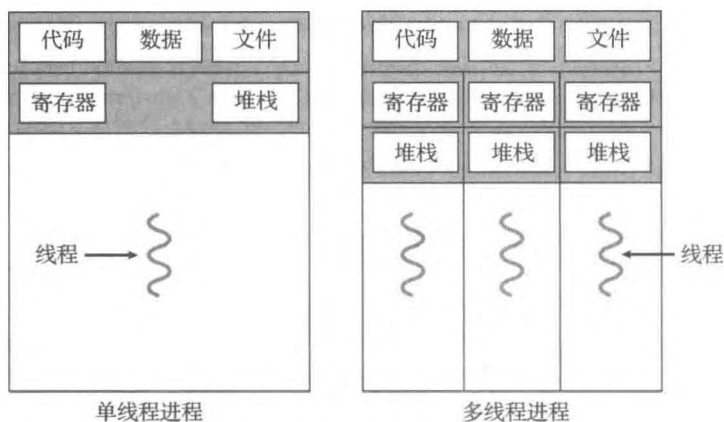 代码 数据 文件
寄存器 堆栈
线程
单线程进程
代码 数据 文件
寄存器 寄存器 寄存器
堆栈 堆栈 堆栈
线程
多线程进程